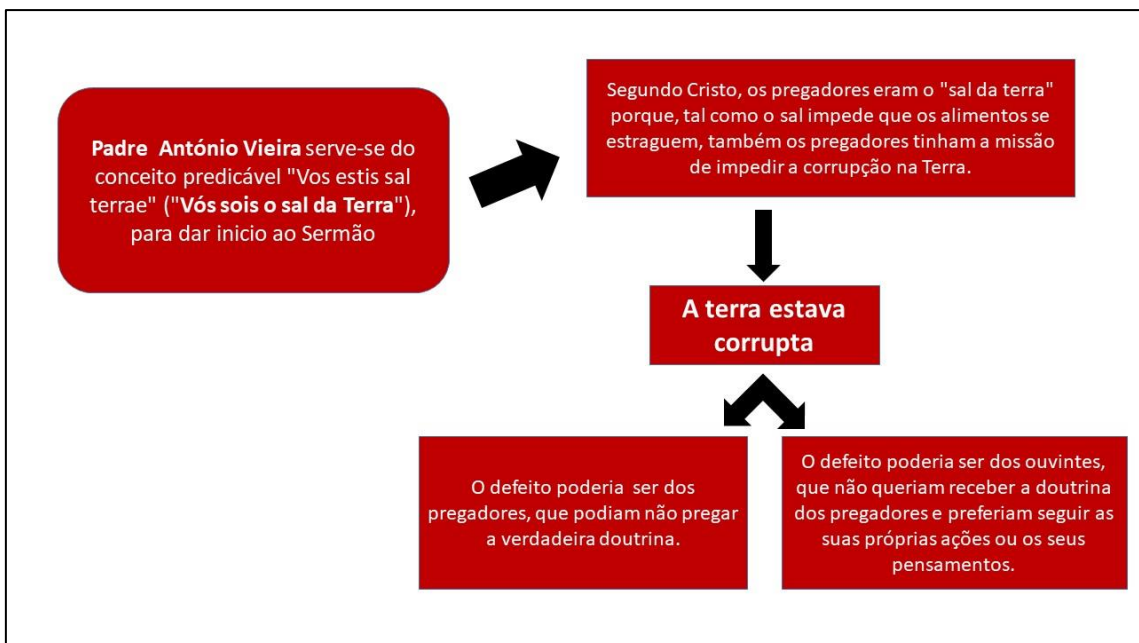 Padre António Vieira serve-se do
conceito predicável "Vos estis sal
terrae" ("Vós sois o sal da Terra"),
para dar inicio ao Sermão
Segundo Cristo, os pregadores eram o "sal da terra"
porque, tal como o sal impede que os alimentos se
estraguem, também os pregadores tinham a missão
de impedir a corrupção na Terra.
A terra estava
corrupta
O defeito poderia ser dos
pregadores, que podiam não pregar
a verdadeira doutrina.
O defeito poderia ser dos ouvintes,
que não queriam receber a doutrina
dos pregadores e preferiam seguir as
suas próprias ações ou os seus
pensamentos.